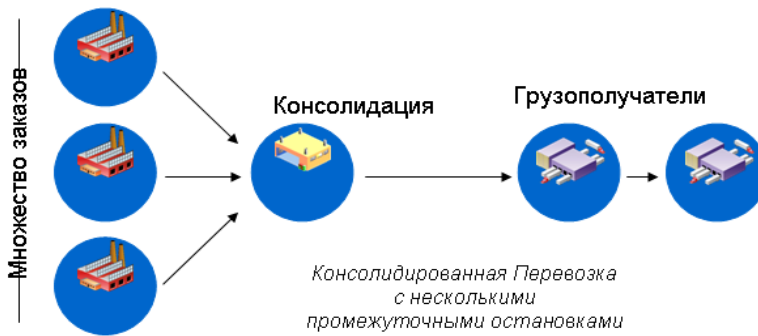 Множество заказов
Консолидация
Грузополучатели
Консолидированная Перевозка
с несколькими
промежуточными остановками